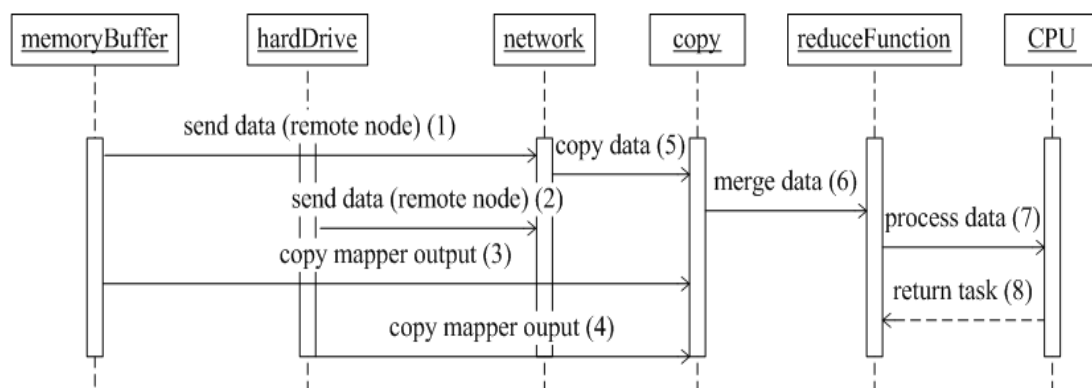 memoryBuffer
hardDrive
network
copy
reduceFunction
CPU
send data (remote node) (1)
copy data (5)
merge data (6)
send data (remote node) (2)
process data (7)
copy mapper output (3)
return task (8)
copy mapper ouput (4)